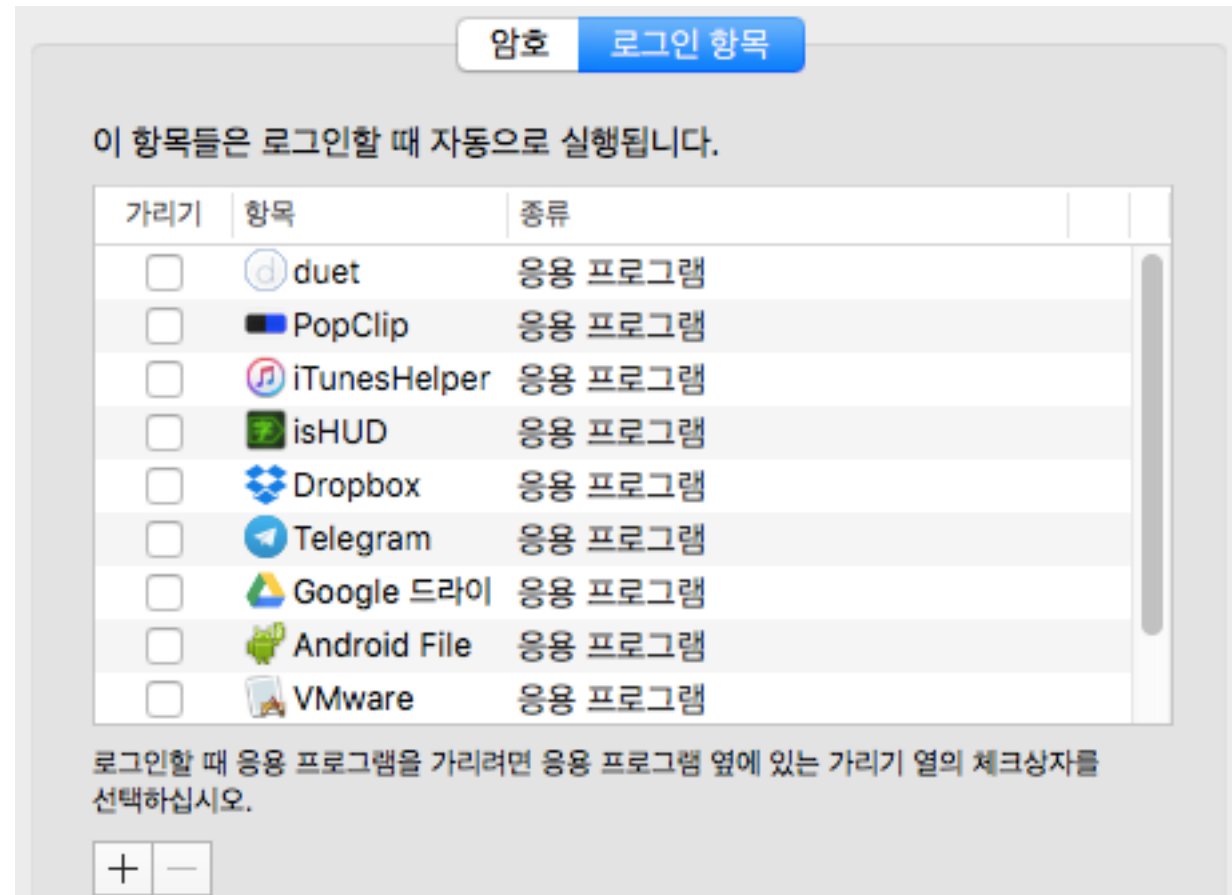 암호 로그인 항목
이 항목들은 로그인할 때 자동으로 실행됩니다.
가리기 항목 종류
duet 응용 프로그램
PopClip 응용 프로그램
iTunesHelper 응용 프로그램
isHUD 응용 프로그램
Dropbox 응용 프로그램
Telegram 응용 프로그램
Google 드라이 응용 프로그램
Android File 응용 프로그램
VMware 응용 프로그램
로그인할 때 응용 프로그램을 가리려면 응용 프로그램 옆에 있는 가리기 열의 체크상자를
선택하십시오.